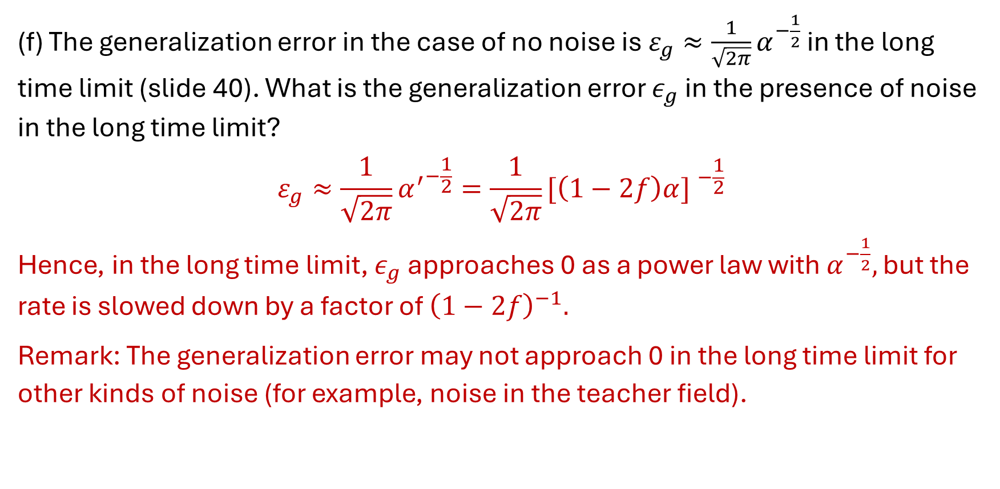 (f) The generalization error in the case of no noise is $\varepsilon_g \approx \frac{1}{\sqrt{2\pi}} \alpha^{-\frac{1}{2}}$ in the long
time limit (slide 40). What is the generalization error $\epsilon_g$ in the presence of noise
in the long time limit?
$\varepsilon_g \approx \frac{1}{\sqrt{2\pi}} \alpha'^{-\frac{1}{2}} = \frac{1}{\sqrt{2\pi}} [(1 - 2f)\alpha]^{-\frac{1}{2}}$
Hence, in the long time limit, $\epsilon_g$ approaches 0 as a power law with $\alpha^{-\frac{1}{2}}$, but the
rate is slowed down by a factor of $(1 - 2f)^{-1}$.
Remark: The generalization error may not approach 0 in the long time limit for
other kinds of noise (for example, noise in the teacher field).